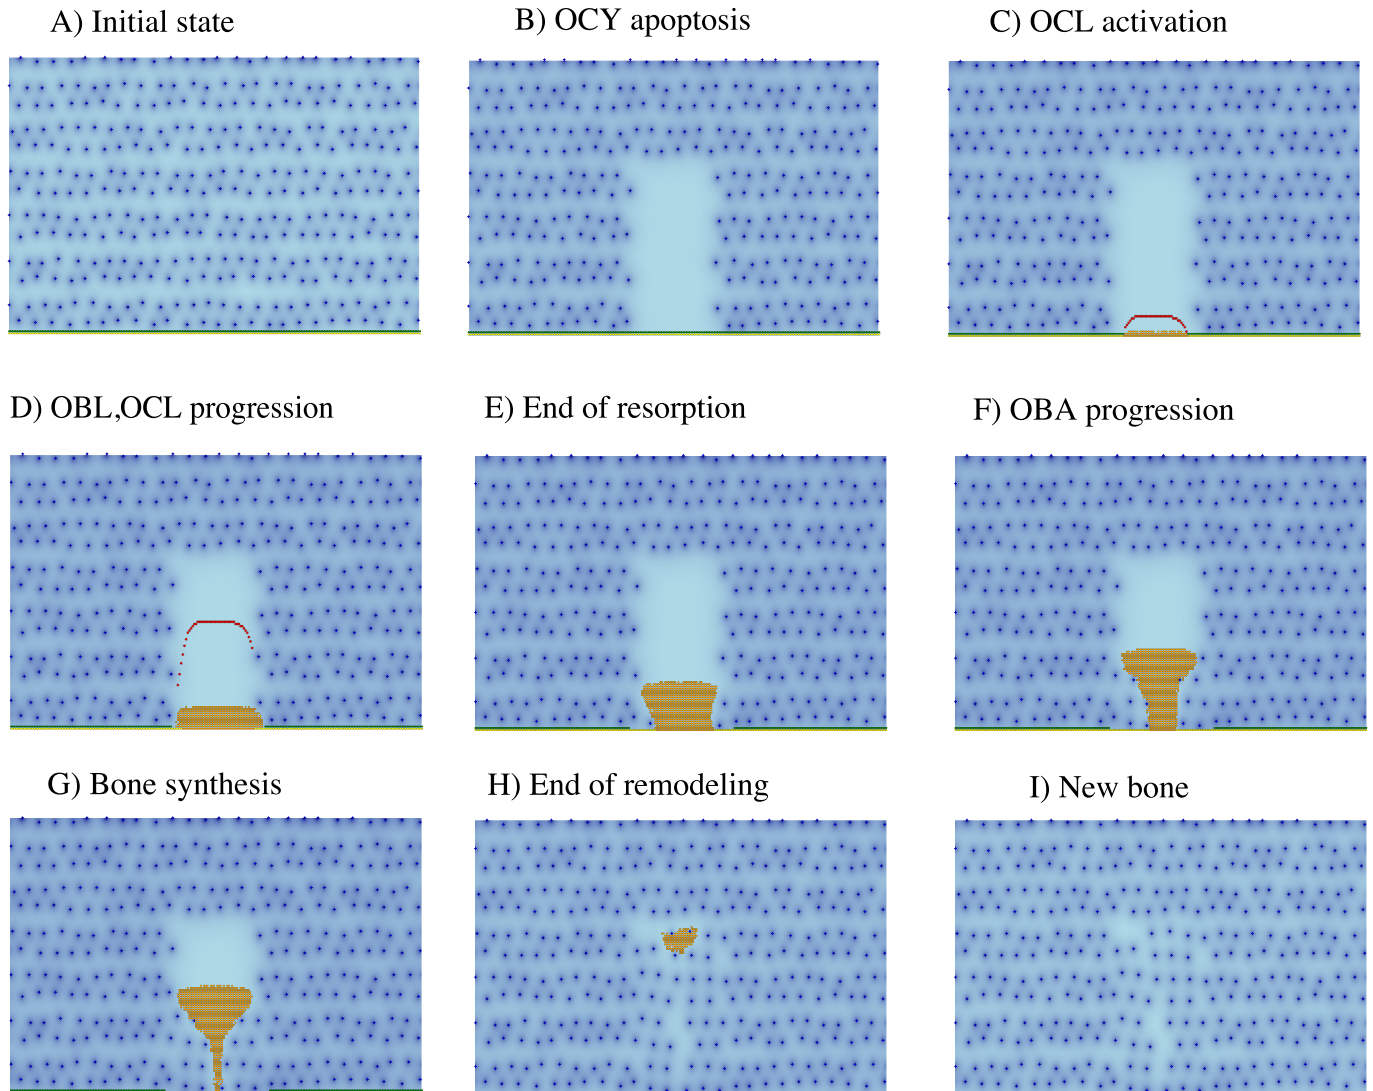 A) Initial state
B) OCY apoptosis
C) OCL activation
D) OBL,OCL progression
E) End of resorption
F) OBA progression
G) Bone synthesis
H) End of remodeling
I) New bone